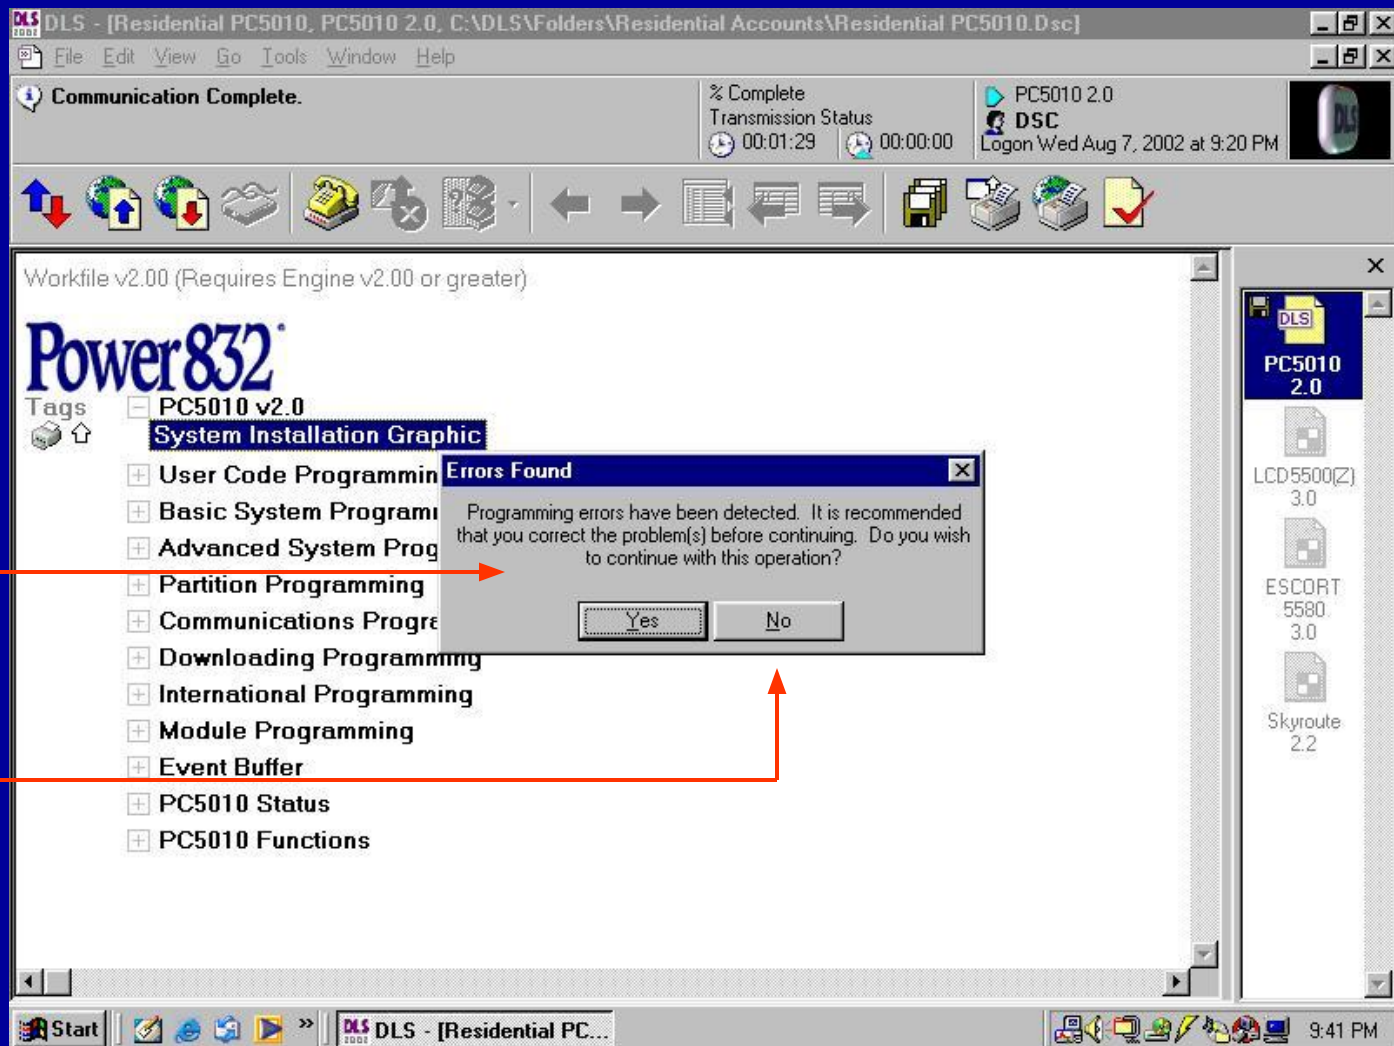 DLS - [Residential PC5010, PC5010 2.0, C:\DLS\Folders\Residential Accounts\Residential PC5010.Dsc]
File Edit View Go Tools Window Help
Communication Complete.
% Complete
Transmission Status
00:01:29 00:00:00
PC5010 2.0
DSC
Logon Wed Aug 7, 2002 at 9:20 PM
DLS
Workfile v2.00 (Requires Engine v2.00 or greater)
Power832
Tags
PC5010 v2.0
System Installation Graphic
User Code Programmin
Basic System Program
Advanced System Prog
Partition Programming
Communications Progra
Downloading Programming
International Programming
Module Programming
Event Buffer
PC5010 Status
PC5010 Functions
Errors Found
Programming errors have been detected. It is recommended
that you correct the problem(s) before continuing. Do you wish
to continue with this operation?
Yes No
DLS
PC5010
2.0
LCD5500(Z)
3.0
ESCORT
5580
3.0
Skyroute
2.2
Start
DLS - [Residential PC...
9:41 PM